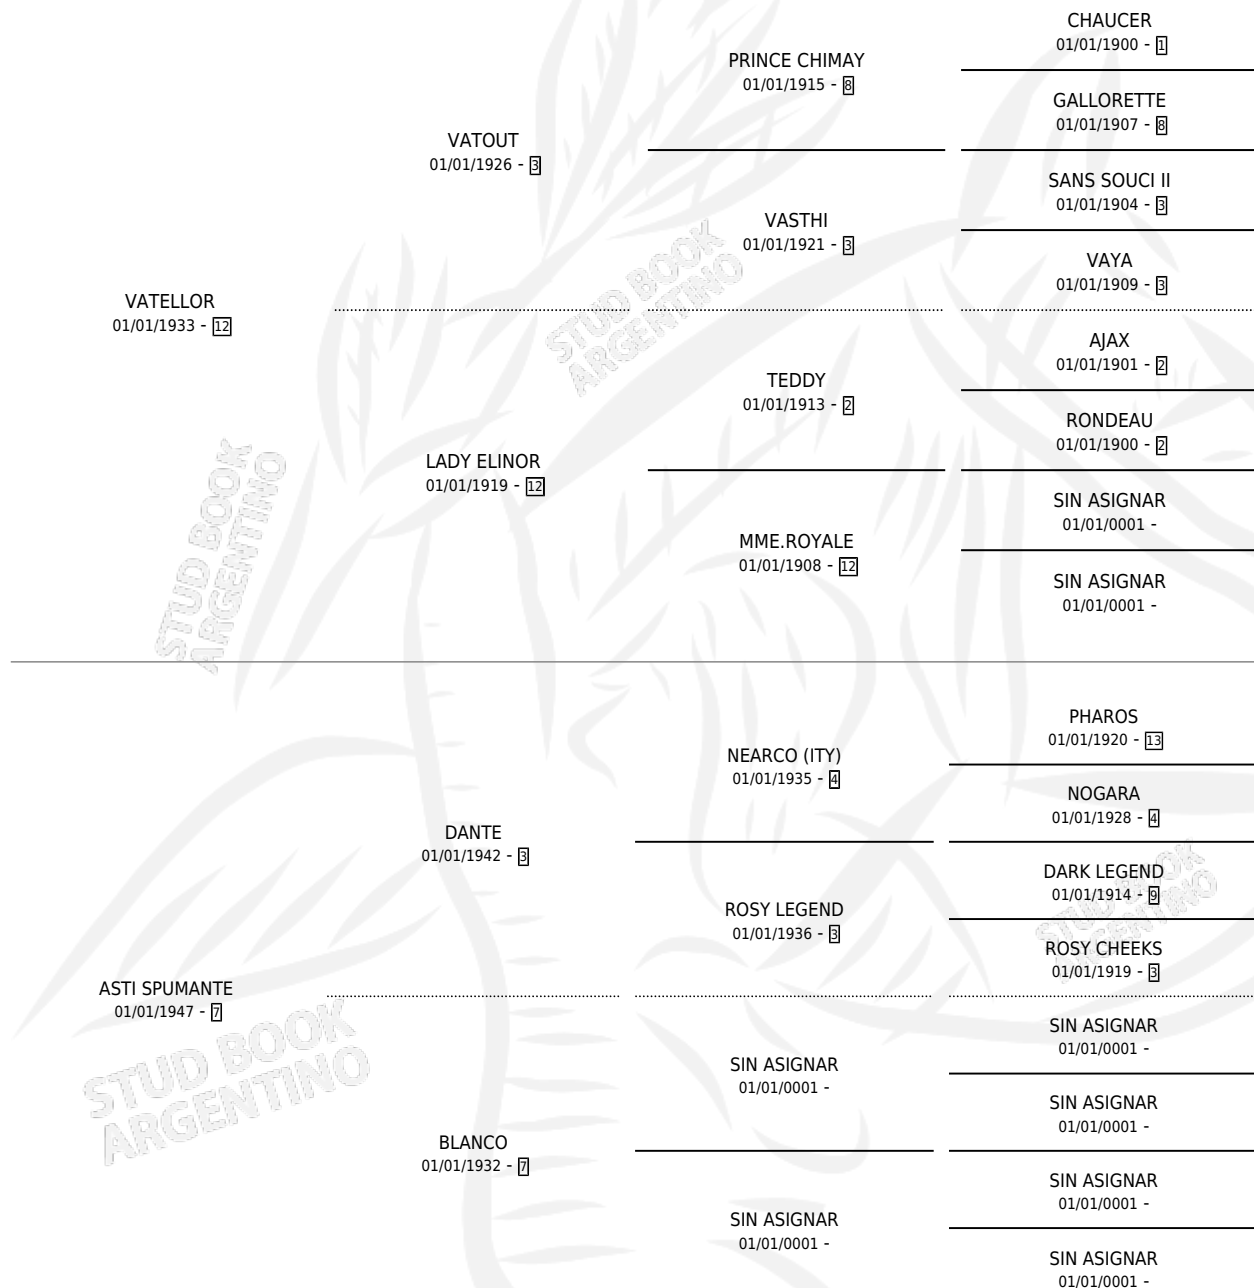 CHAUCER
01/01/1900 - 1
PRINCE CHIMAY
01/01/1915 - 8
GALLORETTE
01/01/1907 - 8
VATOUT
01/01/1926 - 3
SANS SOUCI II
01/01/1904 - 3
VASTHI
01/01/1921 - 3
VAYA
01/01/1909 - 3
VATELLOR
01/01/1933 - 12
AJAX
01/01/1901 - 2
TEDDY
01/01/1913 - 2
RONDEAU
01/01/1900 - 2
LADY ELINOR
01/01/1919 - 12
SIN ASIGNAR
01/01/0001 -
MME.ROYALE
01/01/1908 - 12
SIN ASIGNAR
01/01/0001 -
PHAROS
01/01/1920 - 13
NEARCO (ITY)
01/01/1935 - 4
NOGARA
01/01/1928 - 4
DANTE
01/01/1942 - 3
DARK LEGEND
01/01/1914 - 9
ROSY LEGEND
01/01/1936 - 3
ROSY CHEEKS
01/01/1919 - 3
ASTI SPUMANTE
01/01/1947 - 7
SIN ASIGNAR
01/01/0001 -
SIN ASIGNAR
01/01/0001 -
SIN ASIGNAR
01/01/0001 -
BLANCO
01/01/1932 - 7
SIN ASIGNAR
01/01/0001 -
SIN ASIGNAR
01/01/0001 -
SIN ASIGNAR
01/01/0001 -
STUD BOOK
ARGENTINO
STUD BOOK
ARGENTINO
STUD BOOK
ARGENTINO
STUD BOOK
ARGENTINO